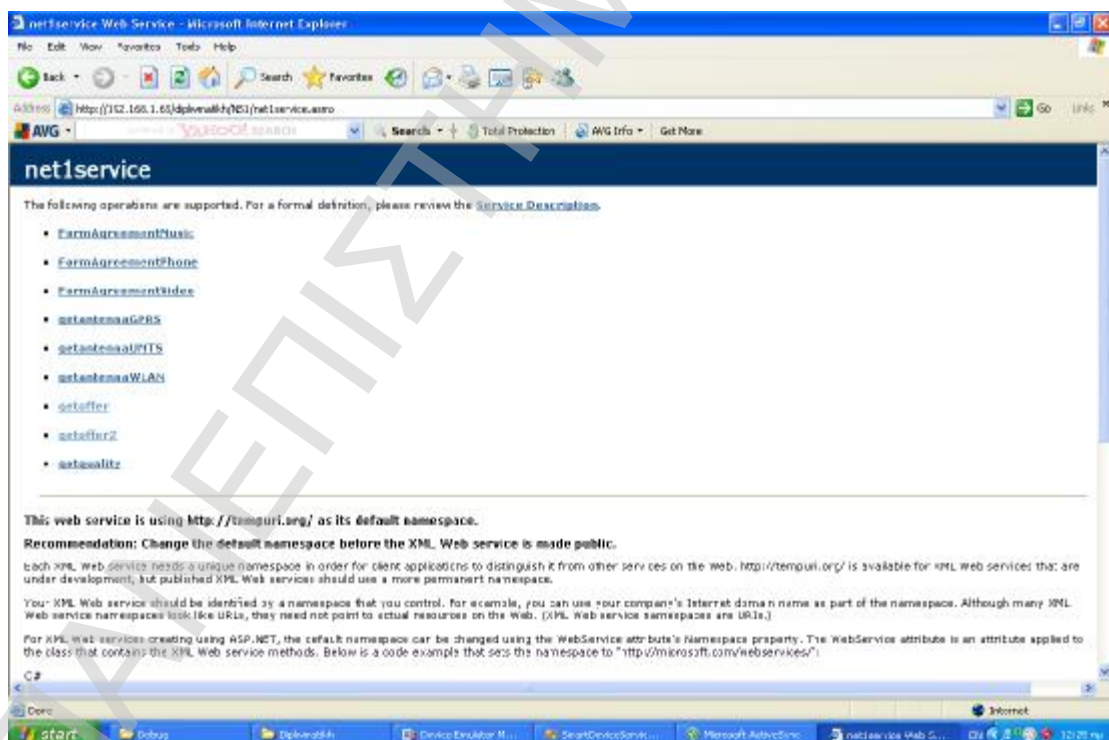 net1service Web Service - Microsoft Internet Explorer
File Edit View Favorites Tools Help
Back Search Favorites
Address Go Links
AVG YAHOO! SEARCH Search Total Protection AVG Info Get More
net1service
The following operations are supported. For a formal definition, please review the Service Description.
FormAgreementMusic
FormAgreementPhone
FormAgreementVideo
getantennaGPRS
getantennaUMTS
getantennaWLAN
getoffer
getoffer2
getquality
This web service is using http://tempuri.org/ as its default namespace.
Recommendation: Change the default namespace before the XML Web service is made public.
Each XML Web service needs a unique namespace in order for client applications to distinguish it from other services on the Web. http://tempuri.org/ is available for XML Web services that are
under development, but published XML Web services should use a more permanent namespace.
Your XML Web service should be identified by a namespace that you control. For example, you can use your company's Internet domain name as part of the namespace. Although many XML
Web service namespaces look like URLs, they need not point to actual resources on the Web. (XML Web service namespaces are URIs.)
For XML Web services creating using ASP.NET, the default namespace can be changed using the WebService attribute's Namespace property. The WebService attribute is an attribute applied to
the class that contains the XML Web service methods. Below is a code example that sets the namespace to "http://microsoft.com/webservices/":
C#
Done Internet
start Debug Diplwmatikh Device Emulator M... SmartDeviceServic... Microsoft ActiveSync net1service Web S... EN